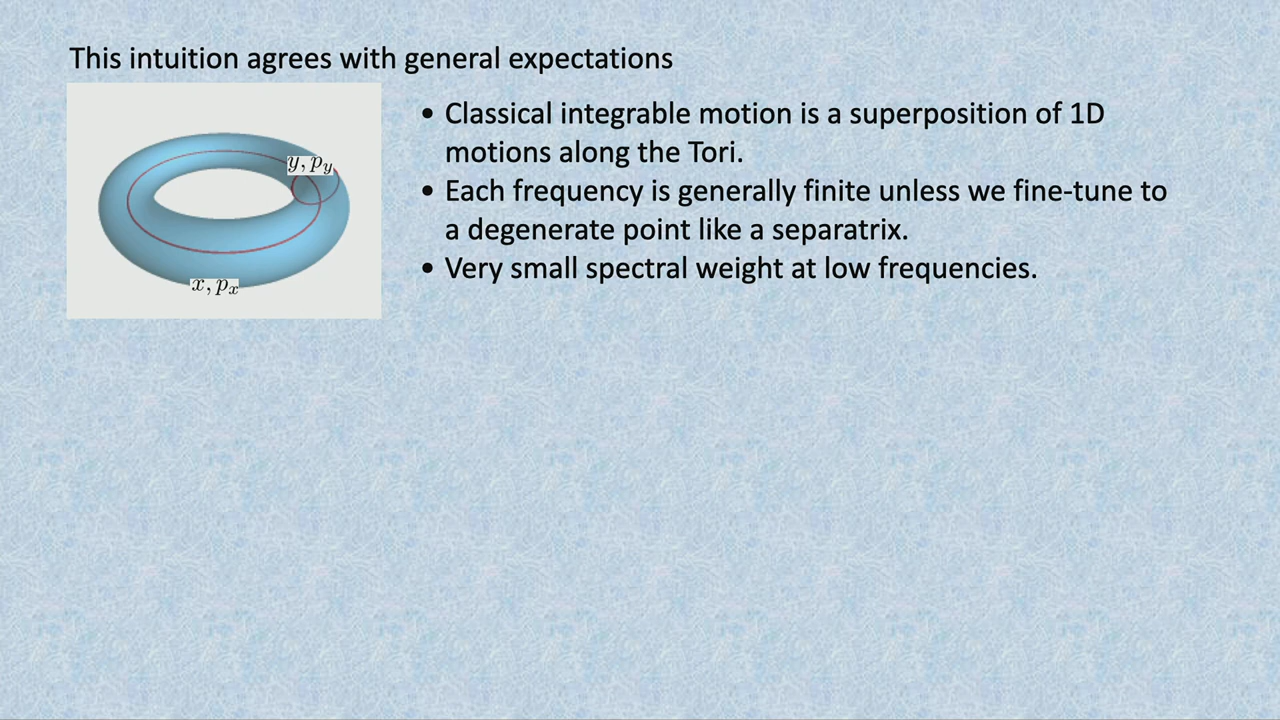 This intuition agrees with general expectations
y, p_y
x, p_x
• Classical integrable motion is a superposition of 1D
motions along the Tori.
• Each frequency is generally finite unless we fine-tune to
a degenerate point like a separatrix.
• Very small spectral weight at low frequencies.